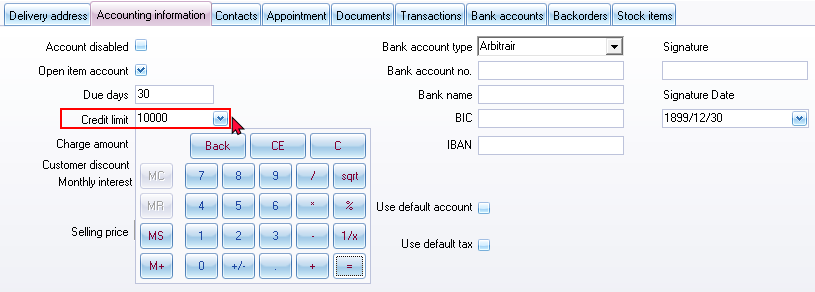 Delivery address Accounting information Contacts Appointment Documents Transactions Bank accounts Backorders Stock items
Account disabled Bank account type Arbitrair Signature
Open item account Bank account no.
Due days 30 Bank name Signature Date
Credit limit 10000 BIC 1899/12/30
Charge amount Back CE C IBAN
Customer discount
Monthly interest MC 7 8 9 / sqrt
MR 4 5 6 * % Use default account
Selling price MS 1 2 3 - 1/x
Use default tax
M+ 0 +/- . + =